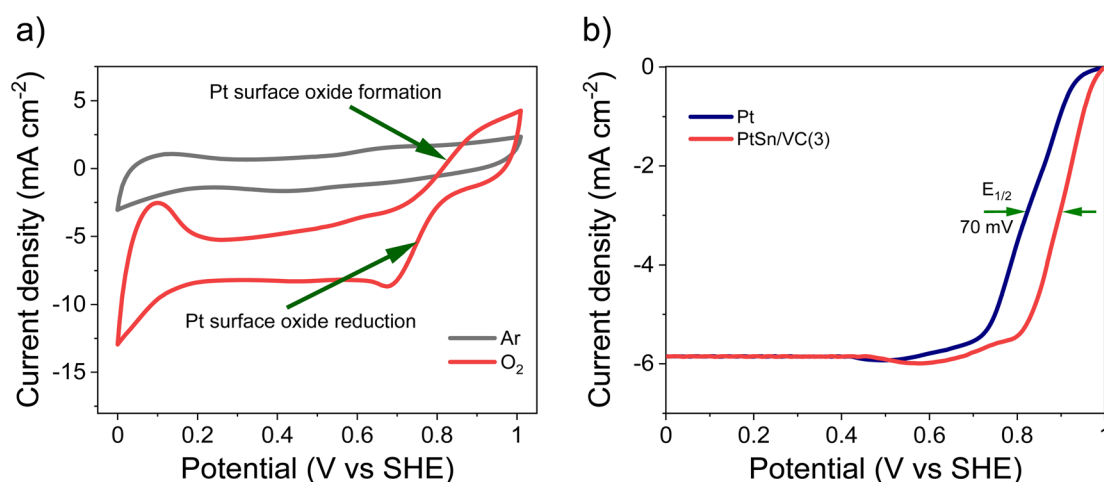 a)
Current density (mA cm-2)
5
0
-5
-10
-15
Pt surface oxide formation
Pt surface oxide reduction
Ar
O2
0 0.2 0.4 0.6 0.8 1
Potential (V vs SHE)
b)
Current density (mA cm-2)
0
-2
-4
-6
Pt
PtSn/VC(3)
E1/2
70 mV
0 0.2 0.4 0.6 0.8 1
Potential (V vs SHE)